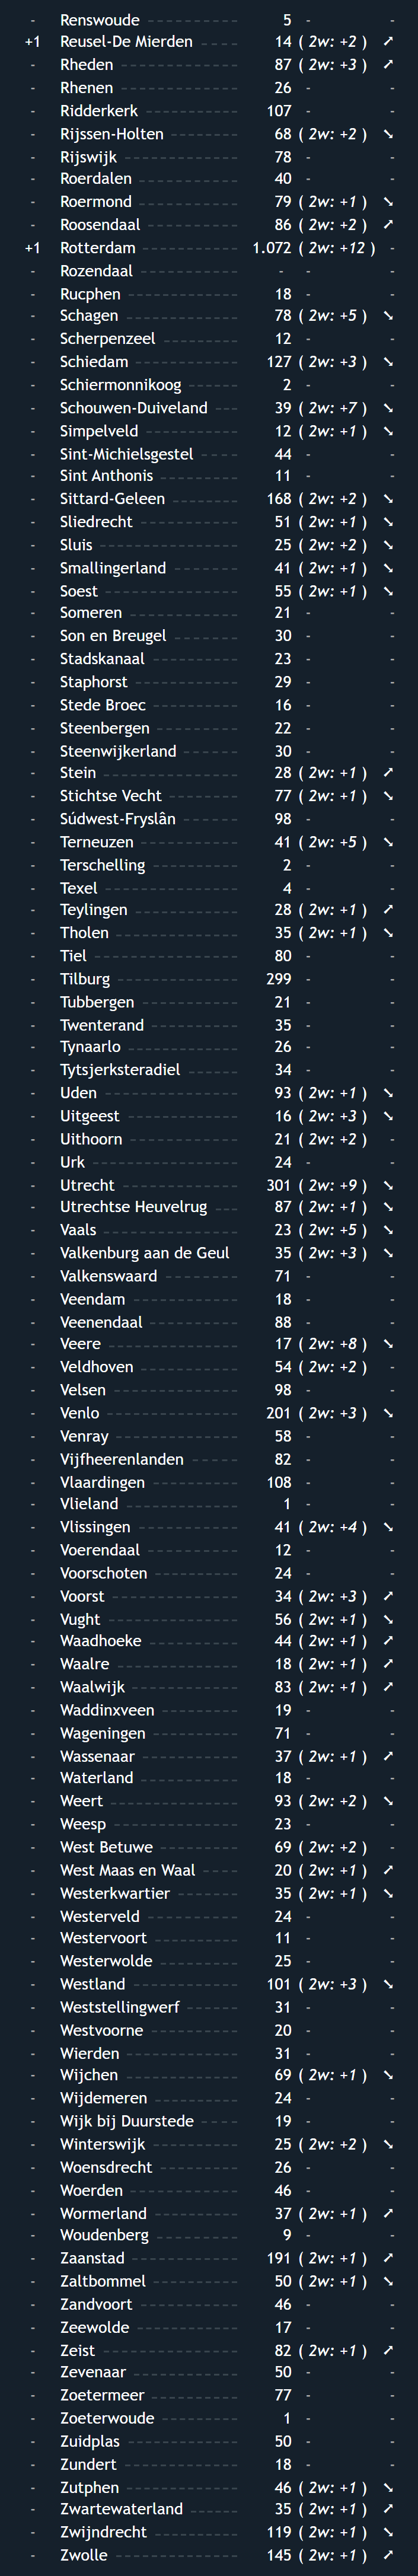 - Renswoude ------------ 5 - -
+1 Reusel-De Mierden ---- 14 ( 2w: +2 ) ↗
- Rheden --------------- 87 ( 2w: +3 ) ↗
- Rhenen --------------- 26 - -
- Ridderkerk ----------- 107 - -
- Rijssen-Holten -------- 68 ( 2w: +2 ) ↘
- Rijswijk -------------- 78 - -
- Roerdalen ------------ 40 - -
- Roermond ------------ 79 ( 2w: +1 ) ↘
- Roosendaal ----------- 86 ( 2w: +2 ) ↗
+1 Rotterdam ------------ 1.072 ( 2w: +12 ) -
- Rozendaal ------------ - - -
- Rucphen ------------- 18 - -
- Schagen ------------- 78 ( 2w: +5 ) ↘
- Scherpenzeel --------- 12 - -
- Schiedam ------------ 127 ( 2w: +3 ) ↘
- Schiermonnikoog ------ 2 - -
- Schouwen-Duiveland --- 39 ( 2w: +7 ) ↘
- Simpelveld ----------- 12 ( 2w: +1 ) ↘
- Sint-Michielsgestel ---- 44 - -
- Sint Anthonis --------- 11 - -
- Sittard-Geleen -------- 168 ( 2w: +2 ) ↘
- Sliedrecht ----------- 51 ( 2w: +1 ) ↘
- Sluis ---------------- 25 ( 2w: +2 ) ↘
- Smallingerland ------- 41 ( 2w: +1 ) ↘
- Soest --------------- 55 ( 2w: +1 ) ↘
- Someren ------------- 21 - -
- Son en Breugel ------- 30 - -
- Stadskanaal ---------- 23 - -
- Staphorst ------------ 29 - -
- Stede Broec ---------- 16 - -
- Steenbergen --------- 22 - -
- Steenwijkerland ------ 30 - -
- Stein --------------- 28 ( 2w: +1 ) ↗
- Stichtse Vecht -------- 77 ( 2w: +1 ) ↘
- Súdwest-Fryslân ------ 98 - -
- Terneuzen ----------- 41 ( 2w: +5 ) ↘
- Terschelling ---------- 2 - -
- Texel --------------- 4 - -
- Teylingen ------------ 28 ( 2w: +1 ) ↗
- Tholen -------------- 35 ( 2w: +1 ) ↘
- Tiel ----------------- 80 - -
- Tilburg -------------- 299 - -
- Tubbergen ----------- 21 - -
- Twenterand ---------- 35 - -
- Tynaarlo ------------- 26 - -
- Tytsjerksteradiel ------ 34 - -
- Uden --------------- 93 ( 2w: +1 ) ↘
- Uitgeest ------------- 16 ( 2w: +3 ) ↘
- Uithoorn ------------- 21 ( 2w: +2 ) -
- Urk ----------------- 24 - -
- Utrecht ------------- 301 ( 2w: +9 ) ↘
- Utrechtse Heuvelrug --- 87 ( 2w: +1 ) ↘
- Vaals --------------- 23 ( 2w: +5 ) ↘
- Valkenburg aan de Geul 35 ( 2w: +3 ) ↘
- Valkenswaard --------- 71 - -
- Veendam ------------ 18 - -
- Veenendaal ---------- 88 - -
- Veere --------------- 17 ( 2w: +8 ) ↘
- Veldhoven ----------- 54 ( 2w: +2 ) -
- Velsen -------------- 98 - -
- Venlo --------------- 201 ( 2w: +3 ) ↘
- Venray -------------- 58 - -
- Vijfheerenlanden ----- 82 - -
- Vlaardingen ---------- 108 - -
- Vlieland ------------- 1 - -
- Vlissingen ----------- 41 ( 2w: +4 ) ↘
- Voerendaal ---------- 12 - -
- Voorschoten --------- 24 - -
- Voorst -------------- 34 ( 2w: +3 ) ↗
- Vught --------------- 56 ( 2w: +1 ) ↘
- Waadhoeke ---------- 44 ( 2w: +1 ) ↗
- Waalre -------------- 18 ( 2w: +1 ) ↗
- Waalwijk ------------ 83 ( 2w: +1 ) ↗
- Waddinxveen -------- 19 - -
- Wageningen --------- 71 - -
- Wassenaar ----------- 37 ( 2w: +1 ) ↗
- Waterland ----------- 18 - -
- Weert --------------- 93 ( 2w: +2 ) ↘
- Weesp -------------- 23 - -
- West Betuwe --------- 69 ( 2w: +2 ) -
- West Maas en Waal ---- 20 ( 2w: +1 ) ↗
- Westerkwartier ------- 35 ( 2w: +1 ) ↘
- Westerveld ---------- 24 - -
- Westervoort --------- 11 - -
- Westerwolde --------- 25 - -
- Westland ------------ 101 ( 2w: +3 ) ↘
- Weststellingwerf ------ 31 - -
- Westvoorne ---------- 20 - -
- Wierden ------------- 31 - -
- Wijchen ------------- 69 ( 2w: +1 ) ↘
- Wijdemeren ---------- 24 - -
- Wijk bij Duurstede ---- 19 - -
- Winterswijk ---------- 25 ( 2w: +2 ) ↘
- Woensdrecht --------- 26 - -
- Woerden ------------ 46 - -
- Wormerland ---------- 37 ( 2w: +1 ) ↗
- Woudenberg --------- 9 - -
- Zaanstad ------------ 191 ( 2w: +1 ) ↗
- Zaltbommel ---------- 50 ( 2w: +1 ) ↘
- Zandvoort ----------- 46 - -
- Zeewolde ------------ 17 - -
- Zeist ---------------- 82 ( 2w: +1 ) ↗
- Zevenaar ------------ 50 - -
- Zoetermeer ---------- 77 - -
- Zoeterwoude --------- 1 - -
- Zuidplas ------------- 50 - -
- Zundert ------------- 18 - -
- Zutphen ------------- 46 ( 2w: +1 ) ↘
- Zwartewaterland ------ 35 ( 2w: +1 ) ↗
- Zwijndrecht ---------- 119 ( 2w: +1 ) ↘
- Zwolle -------------- 145 ( 2w: +1 ) ↗